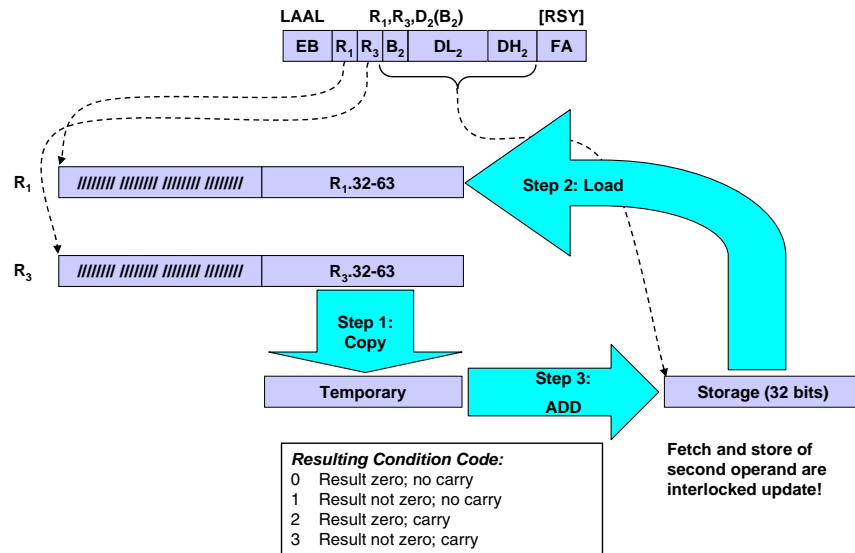 LAAL R₁,R₃,D₂(B₂) [RSY]
EB R₁ R₃ B₂ DL₂ DH₂ FA
R₁ //////// //////// //////// //////// R₁.32-63
Step 2: Load
R₃ //////// //////// //////// //////// R₃.32-63
Step 1:
Copy
Temporary
Step 3:
ADD
Storage (32 bits)
Fetch and store of
second operand are
interlocked update!
Resulting Condition Code:
0 Result zero; no carry
1 Result not zero; no carry
2 Result zero; carry
3 Result not zero; carry